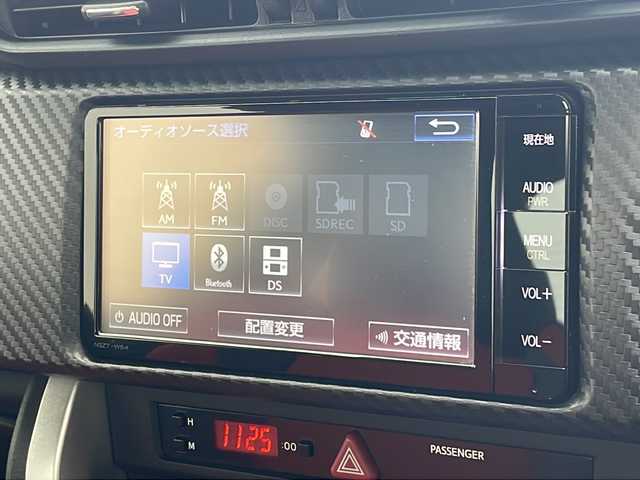 オーディオソース選択
現在地
AM
FM
DISC
SDREC
SD
AUDIO
PWR
TV
Bluetooth
DS
MENU
CTRL
AUDIO OFF
配置変更
交通情報
VOL+
VOL-
NSZT-W64
H
M
11:25
:00
PASSENGER